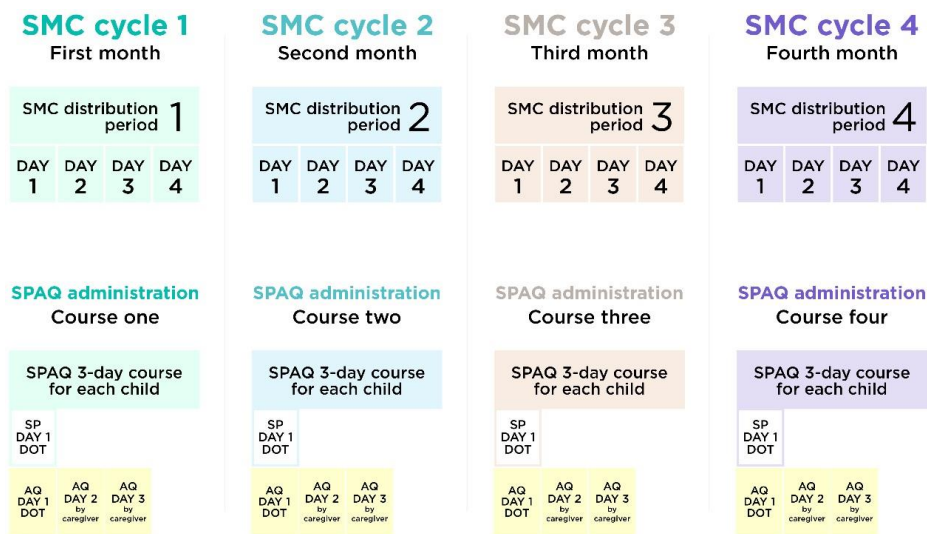 SMC cycle 1
First month
SMC distribution
period 1
DAY 1
DAY 2
DAY 3
DAY 4
SPAQ administration
Course one
SPAQ 3-day course
for each child
SP
DAY 1
DOT
AQ
DAY 1
DOT
AQ
DAY 2
by
caregiver
AQ
DAY 3
by
caregiver
SMC cycle 2
Second month
SMC distribution
period 2
DAY 1
DAY 2
DAY 3
DAY 4
SPAQ administration
Course two
SPAQ 3-day course
for each child
SP
DAY 1
DOT
AQ
DAY 1
DOT
AQ
DAY 2
by
caregiver
AQ
DAY 3
by
caregiver
SMC cycle 3
Third month
SMC distribution
period 3
DAY 1
DAY 2
DAY 3
DAY 4
SPAQ administration
Course three
SPAQ 3-day course
for each child
SP
DAY 1
DOT
AQ
DAY 1
DOT
AQ
DAY 2
by
caregiver
AQ
DAY 3
by
caregiver
SMC cycle 4
Fourth month
SMC distribution
period 4
DAY 1
DAY 2
DAY 3
DAY 4
SPAQ administration
Course four
SPAQ 3-day course
for each child
SP
DAY 1
DOT
AQ
DAY 1
DOT
AQ
DAY 2
by
caregiver
AQ
DAY 3
by
caregiver